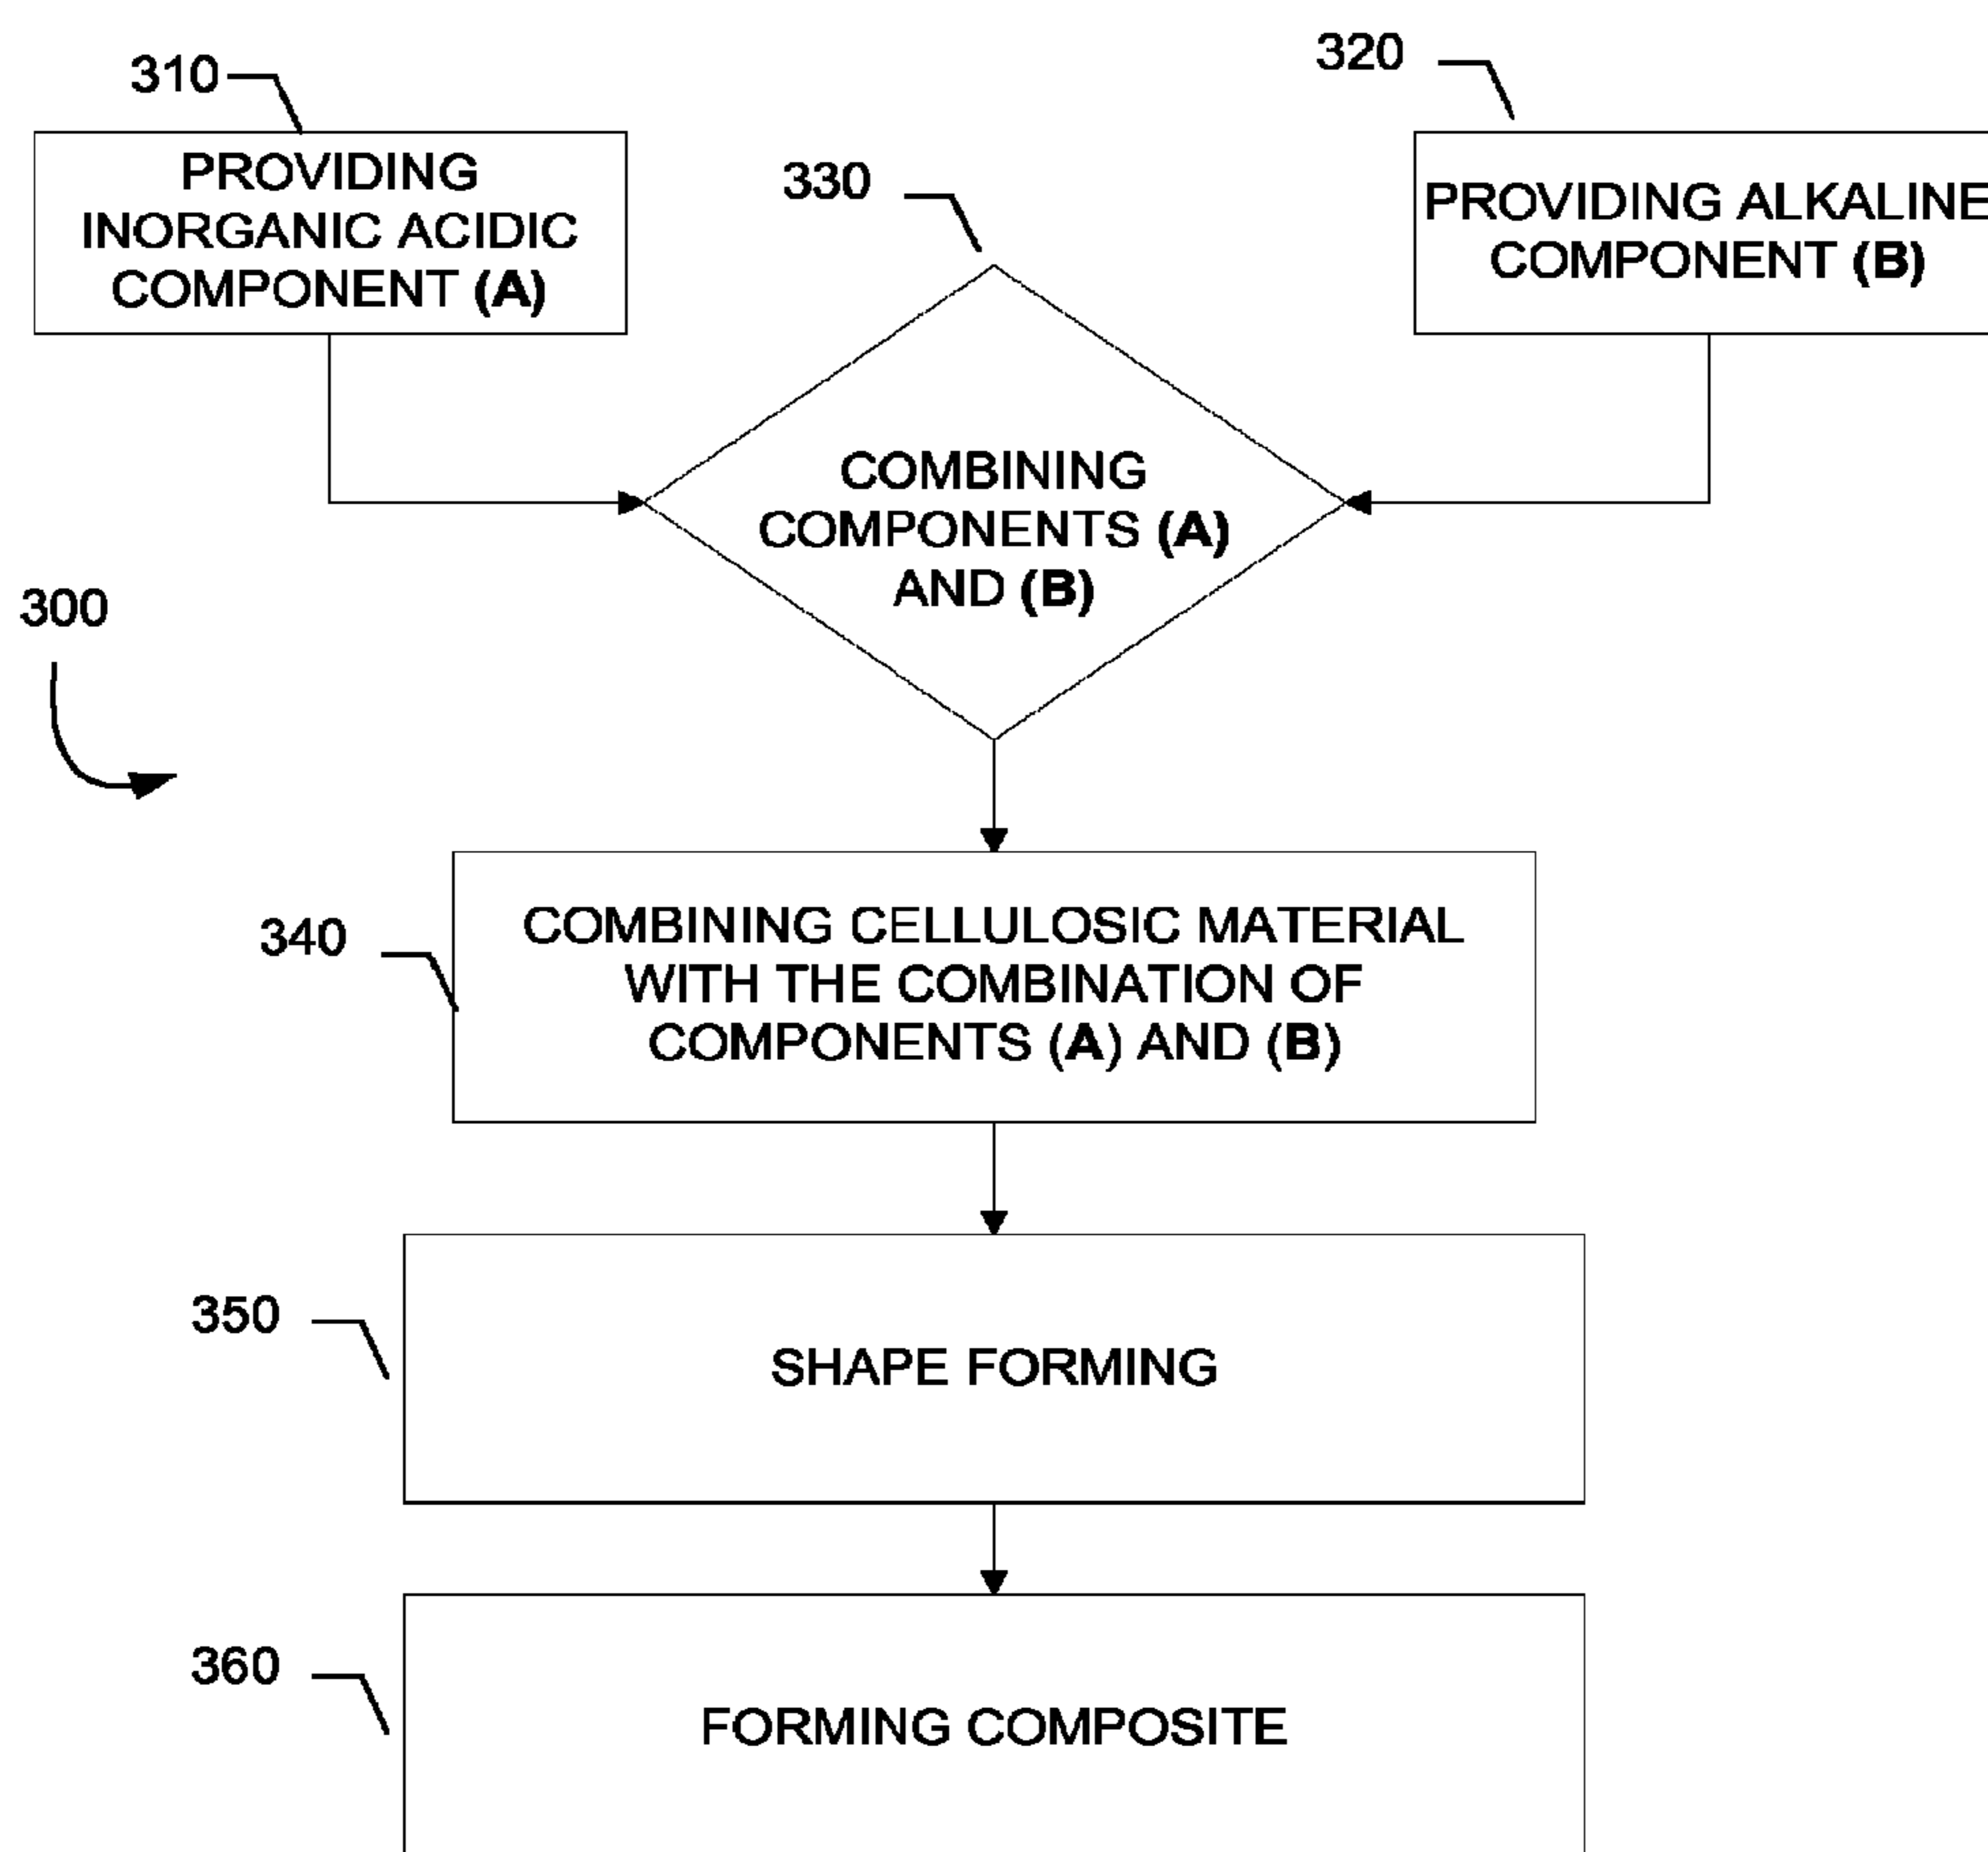 310
PROVIDING
INORGANIC ACIDIC
COMPONENT (A)
320
PROVIDING ALKALINE
COMPONENT (B)
330
COMBINING
COMPONENTS (A)
AND (B)
300
340
COMBINING CELLULOSIC MATERIAL
WITH THE COMBINATION OF
COMPONENTS (A) AND (B)
350
SHAPE FORMING
360
FORMING COMPOSITE